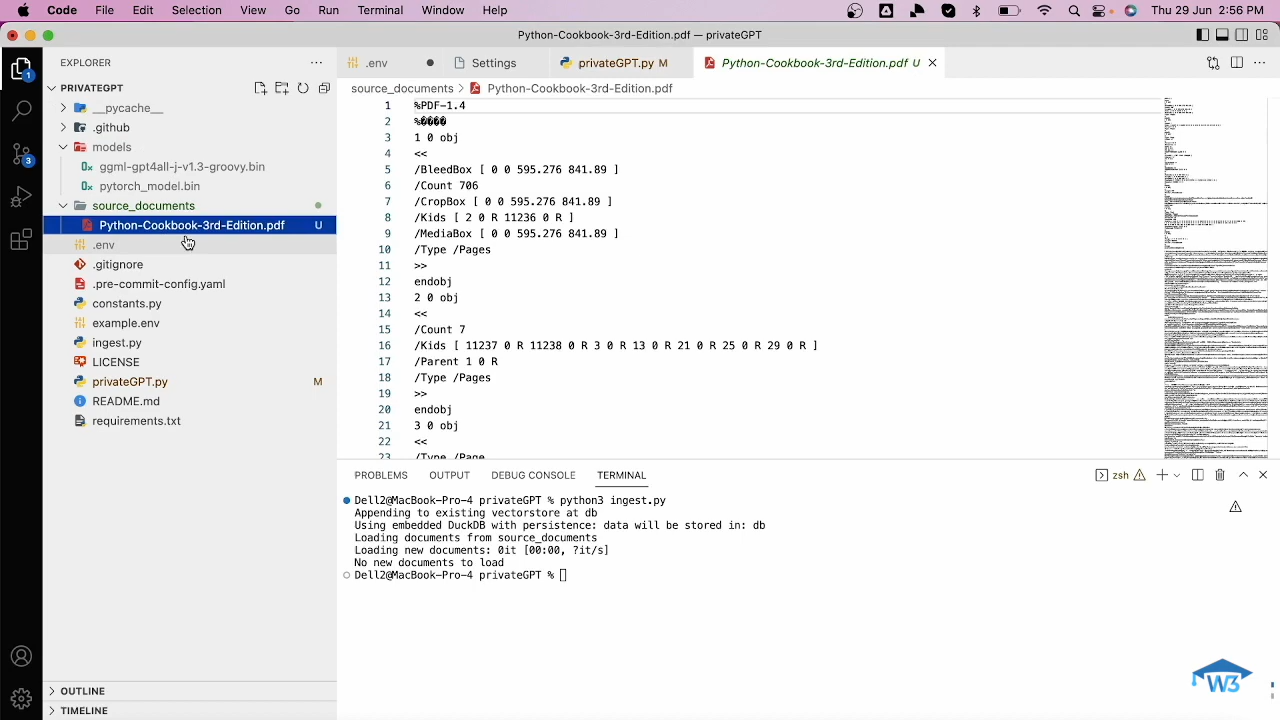 Code File Edit Selection View Go Run Terminal Window Help Thu 29 Jun 2:56 PM
Python-Cookbook-3rd-Edition.pdf — privateGPT
EXPLORER
.env
Settings
privateGPT.py M
Python-Cookbook-3rd-Edition.pdf U
PRIVATEGPT
source_documents > Python-Cookbook-3rd-Edition.pdf
__pycache__
.github
models
ggml-gpt4all-j-v1.3-groovy.bin
pytorch_model.bin
source_documents
Python-Cookbook-3rd-Edition.pdf U
.env
.gitignore
.pre-commit-config.yaml
constants.py
example.env
ingest.py
LICENSE
privateGPT.py M
README.md
requirements.txt
OUTLINE
TIMELINE
1
3
1 %PDF-1.4
2 %����
3 1 0 obj
4 <<
5 /BleedBox [ 0 0 595.276 841.89 ]
6 /Count 706
7 /CropBox [ 0 0 595.276 841.89 ]
8 /Kids [ 2 0 R 1126 0 R ]
9 /MediaBox [ 0 0 595.276 841.89 ]
10 /Type /Pages
11 >>
12 endobj
13 2 0 obj
14 <<
15 /Count 7
16 /Kids [ 1123 0 R 1118 0 R 3 0 R 13 0 R 21 0 R 25 0 R 29 0 R ]
17 /Parent
18 /Type /Pages
19 >>
20 endobj
21 3 0 obj
22 <<
23 /Type /Page
PROBLEMS OUTPUT DEBUG CONSOLE TERMINAL
zsh
Dell2@MacBook-Pro-4 privateGPT % python3 ingest.py
Appending to existing vectorstore at db
Using embedded DuckDB with persistence: data will be stored in: db
Loading documents from source_documents
Loading new documents: 0it [00:00, ?it/s]
No new documents to load
Dell2@MacBook-Pro-4 privateGPT %
W3